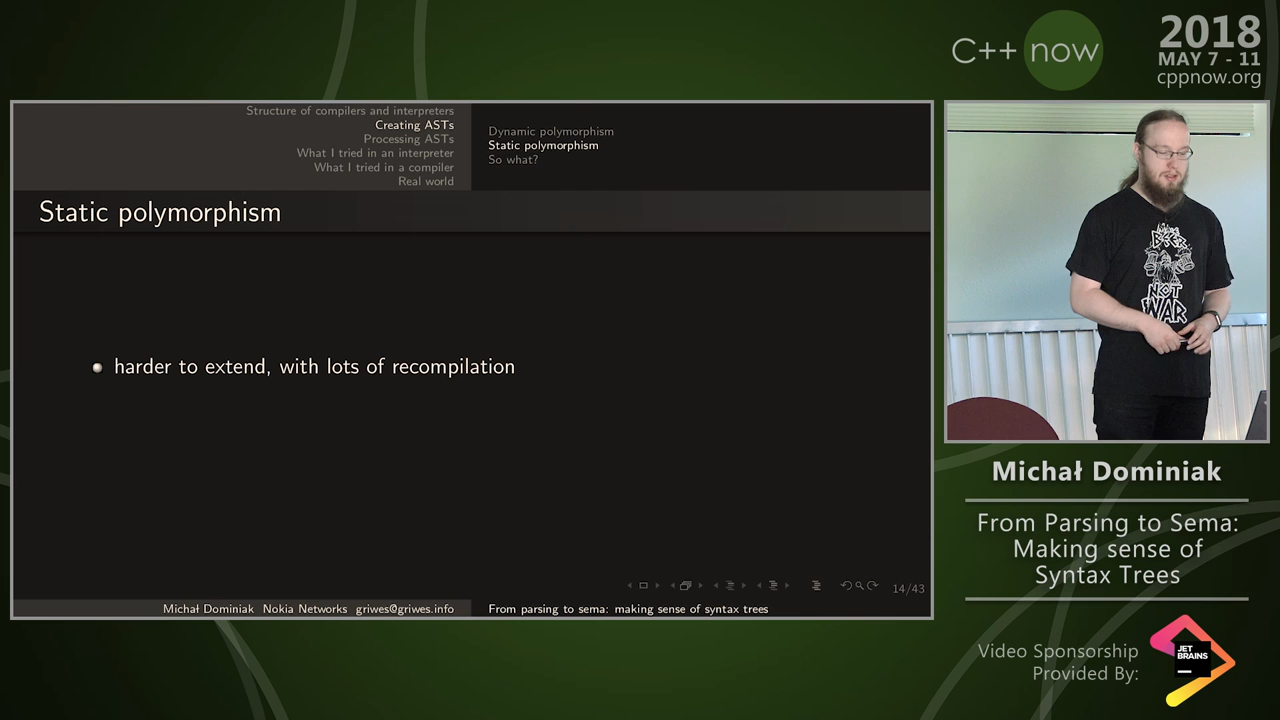 C++ now
2018
MAY 7 - 11
cppnow.org
Structure of compilers and interpreters
Creating ASTs
Processing ASTs
What I tried in an interpreter
What I tried in a compiler
Real world
Dynamic polymorphism
Static polymorphism
So what?
Static polymorphism
harder to extend, with lots of recompilation
14/43
Michał Dominiak Nokia Networks griwes@griwes.info
From parsing to sema: making sense of syntax trees
MAKE
BEER
NOT
WAR
Michał Dominiak
From Parsing to Sema:
Making sense of
Syntax Trees
Video Sponsorship
Provided By:
JET
BRAINS